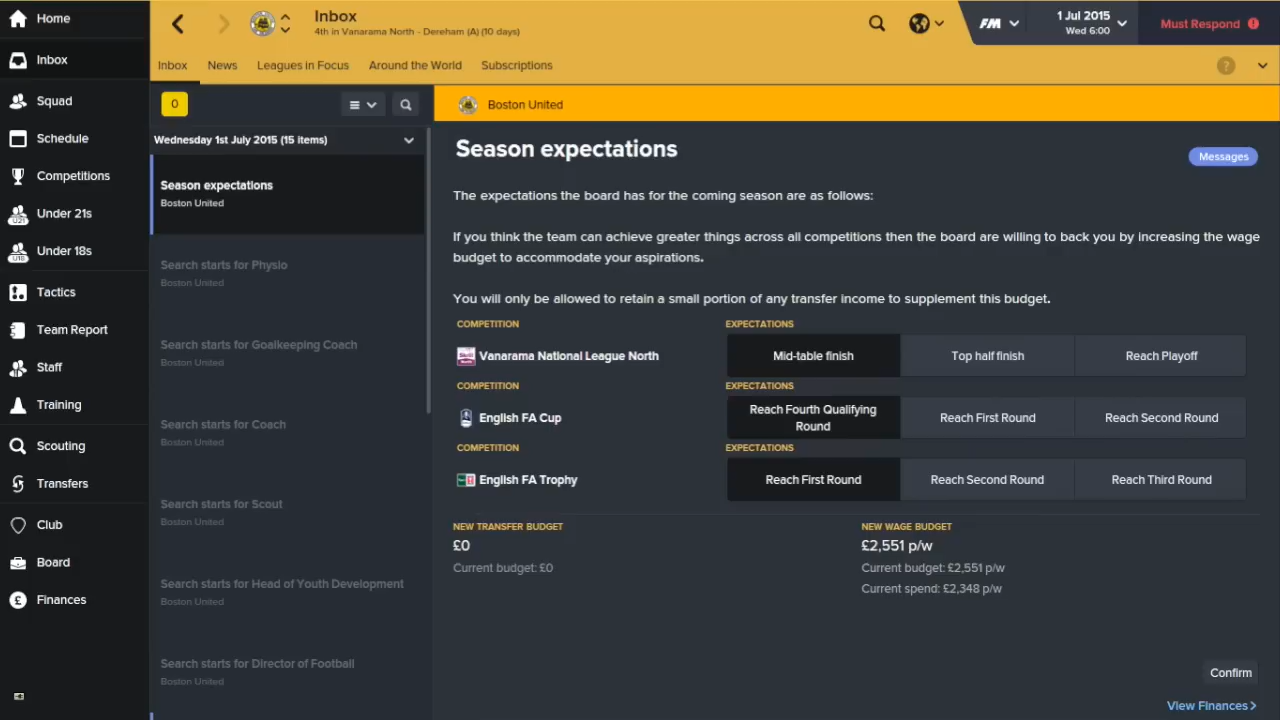 Home
Inbox
Squad
Schedule
Competitions
Under 21s
Under 18s
Tactics
Team Report
Staff
Training
Scouting
Transfers
Club
Board
Finances
Inbox
4th in Vanarama North - Dereham (A) (10 days)
FM
1 Jul 2015
Wed 6:00
Must Respond
Inbox News Leagues in Focus Around the World Subscriptions
?
0
Wednesday 1st July 2015 (15 items)
Season expectations
Boston United
Search starts for Physio
Boston United
Search starts for Goalkeeping Coach
Boston United
Search starts for Coach
Boston United
Search starts for Scout
Boston United
Search starts for Head of Youth Development
Boston United
Search starts for Director of Football
Boston United
Boston United
Season expectations
Messages
The expectations the board has for the coming season are as follows:
If you think the team can achieve greater things across all competitions then the board are willing to back you by increasing the wage
budget to accommodate your aspirations.
You will only be allowed to retain a small portion of any transfer income to supplement this budget.
COMPETITION EXPECTATIONS
Vanarama National League North Mid-table finish Top half finish Reach Playoff
COMPETITION EXPECTATIONS
English FA Cup Reach Fourth Qualifying Round Reach First Round Reach Second Round
COMPETITION EXPECTATIONS
English FA Trophy Reach First Round Reach Second Round Reach Third Round
NEW TRANSFER BUDGET
£0
Current budget: £0
NEW WAGE BUDGET
£2,551 p/w
Current budget: £2,551 p/w
Current spend: £2,348 p/w
Confirm
View Finances